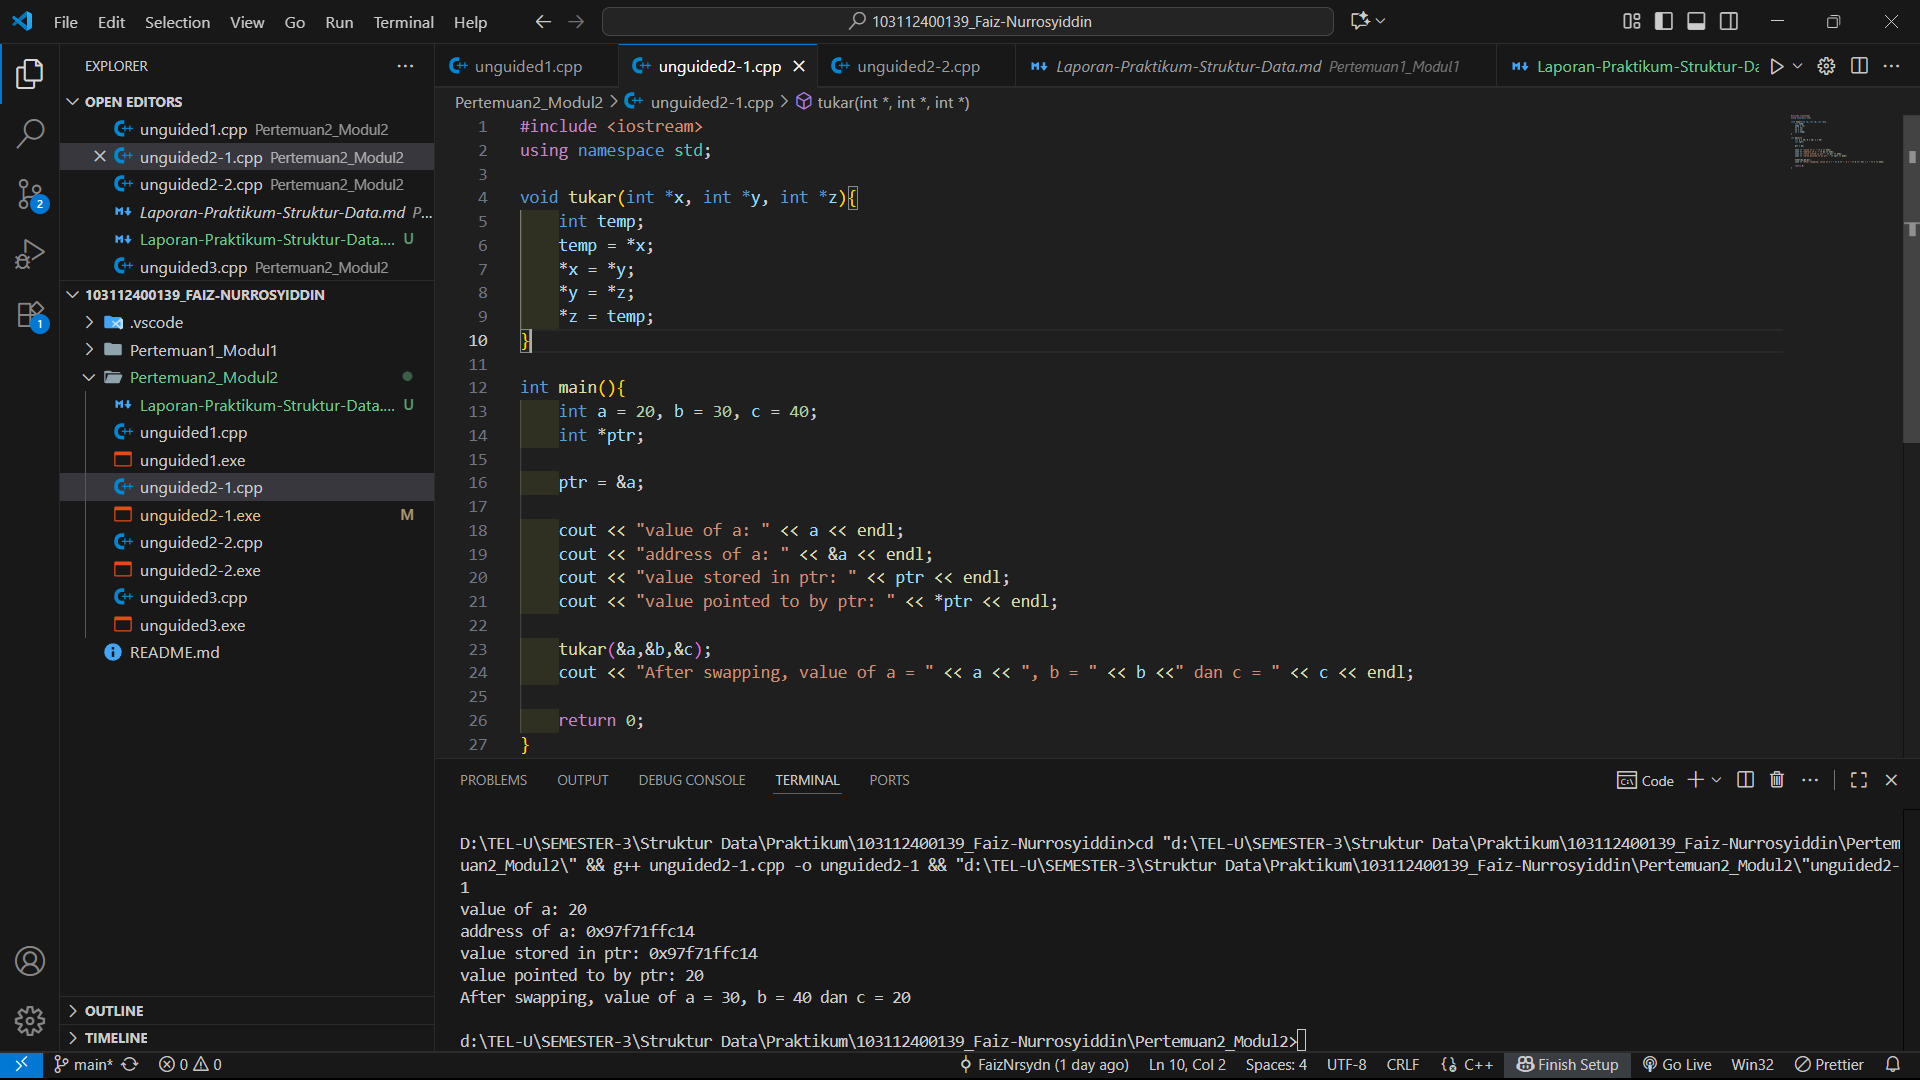 File Edit Selection View Go Run Terminal Help
103112400139_Faiz-Nurrosyiddin
EXPLORER
OPEN EDITORS
unguided1.cpp Pertemuan2_Modul2
unguided2-1.cpp Pertemuan2_Modul2
unguided2-2.cpp Pertemuan2_Modul2
Laporan-Praktikum-Struktur-Data.md P...
Laporan-Praktikum-Struktur-Data.... U
unguided3.cpp Pertemuan2_Modul2
103112400139_FAIZ-NURROSYIDDIN
.vscode
Pertemuan1_Modul1
Pertemuan2_Modul2
Laporan-Praktikum-Struktur-Data.... U
unguided1.cpp
unguided1.exe
unguided2-1.cpp
unguided2-1.exe M
unguided2-2.cpp
unguided2-2.exe
unguided3.cpp
unguided3.exe
README.md
OUTLINE
TIMELINE
2
1
unguided1.cpp unguided2-1.cpp unguided2-2.cpp Laporan-Praktikum-Struktur-Data.md Pertemuan1_Modul1 Laporan-Praktikum-Struktur-Da
Pertemuan2_Modul2 > unguided2-1.cpp > tukar(int *, int *, int *)
1 #include <iostream>
2 using namespace std;
3
4 void tukar(int *x, int *y, int *z){
5 int temp;
6 temp = *x;
7 *x = *y;
8 *y = *z;
9 *z = temp;
10 }
11
12 int main(){
13 int a = 20, b = 30, c = 40;
14 int *ptr;
15
16 ptr = &a;
17
18 cout << "value of a: " << a << endl;
19 cout << "address of a: " << &a << endl;
20 cout << "value stored in ptr: " << ptr << endl;
21 cout << "value pointed to by ptr: " << *ptr << endl;
22
23 tukar(&a,&b,&c);
24 cout << "After swapping, value of a = " << a << ", b = " << b <<" dan c = " << c << endl;
25
26 return 0;
27 }
PROBLEMS OUTPUT DEBUG CONSOLE TERMINAL PORTS
Code
D:\TEL-U\SEMESTER-3\Struktur Data\Praktikum\103112400139_Faiz-Nurrosyiddin>cd "d:\TEL-U\SEMESTER-3\Struktur Data\Praktikum\103112400139_Faiz-Nurrosyiddin\Pertem
uan2_Modul2\" && g++ unguided2-1.cpp -o unguided2-1 && "d:\TEL-U\SEMESTER-3\Struktur Data\Praktikum\103112400139_Faiz-Nurrosyiddin\Pertemuan2_Modul2\"unguided2-
1
value of a: 20
address of a: 0x97f71ffc14
value stored in ptr: 0x97f71ffc14
value pointed to by ptr: 20
After swapping, value of a = 30, b = 40 dan c = 20
d:\TEL-U\SEMESTER-3\Struktur Data\Praktikum\103112400139_Faiz-Nurrosyiddin\Pertemuan2_Modul2>
main* 0 0 FaizNrsydn (1 day ago) Ln 10, Col 2 Spaces: 4 UTF-8 CRLF {} C++ Finish Setup Go Live Win32 Prettier